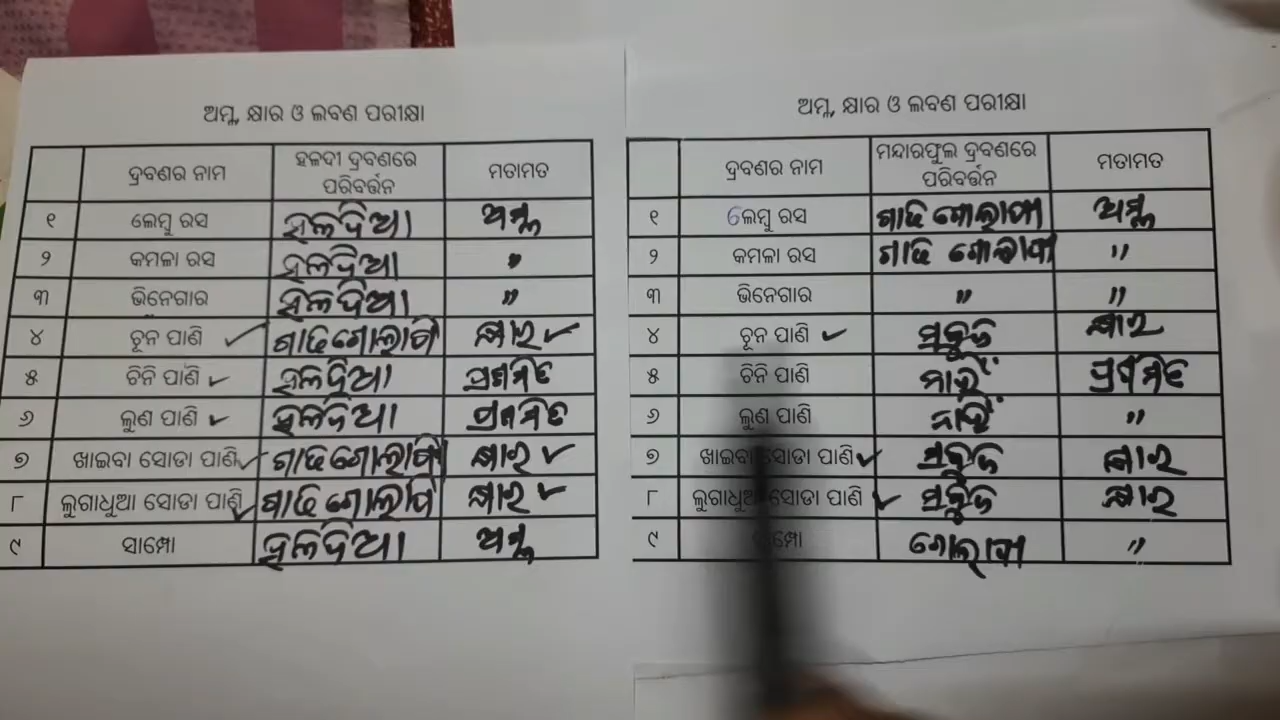 ଅମ୍ଳ, କ୍ଷାର ଓ ଲବଣ ପରୀକ୍ଷା
ଦ୍ରବଣର ନାମ ହଳଦୀ ଦ୍ରବଣରେ ପରିବର୍ତ୍ତନ ମତାମତ
୧ ଲେମ୍ବୁ ରସ ହଳଦିଆ ଅମ୍ଳ
୨ କମଳା ରସ ହଳଦିଆ "
୩ ଭିନେଗାର ହଳଦିଆ "
୪ ଚୂନ ପାଣି ଗାଢ ଗୋଲାପି କ୍ଷାର
୫ ଚିନି ପାଣି ହଳଦିଆ ପ୍ରଶମିତ
୬ ଲୁଣ ପାଣି ହଳଦିଆ ପ୍ରଶମିତ
୭ ଖାଇବା ସୋଡା ପାଣି ଗାଢ ଗୋଲାପି କ୍ଷାର
୮ ଲୁଗାଧୁଆ ସୋଡା ପାଣି ଗାଢ ଗୋଲାପି କ୍ଷାର
୯ ସାମ୍ପୋ ହଳଦିଆ ଅମ୍ଳ
ଅମ୍ଳ, କ୍ଷାର ଓ ଲବଣ ପରୀକ୍ଷା
ଦ୍ରବଣର ନାମ ମନ୍ଦାରଫୁଲ ଦ୍ରବଣରେ ପରିବର୍ତ୍ତନ ମତାମତ
୧ ଲେମ୍ବୁ ରସ ଗାଢି ଗୋଲାପୀ ଅମ୍ଳ
୨ କମଳା ରସ ଗାଢି ଗୋଲାପୀ "
୩ ଭିନେଗାର " "
୪ ଚୂନ ପାଣି କ୍ଷାର
୫ ଚିନି ପାଣି ନାହିଁ ପ୍ରଶମିତ
୬ ଲୁଣ ପାଣି ନାହିଁ "
୭ ଖାଇବା ସୋଡା ପାଣି କ୍ଷାର
୮ ଲୁଗାଧୁଆ ସୋଡା ପାଣି କ୍ଷାର
୯ ଗୋଲାପୀ "